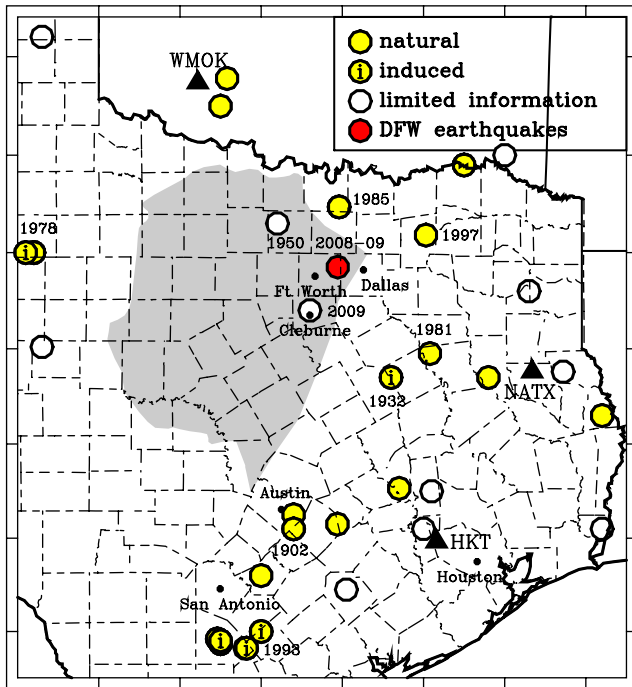 natural
WMOK
i induced
limited information
DFW earthquakes
1985
1978
1997
1950 2008-09
i
Ft Worth
Dallas
2009
Cleburne
1981
i
1932
NATX
Austin
1902
HKT
Houston
San Antonio
i
i
i
1993